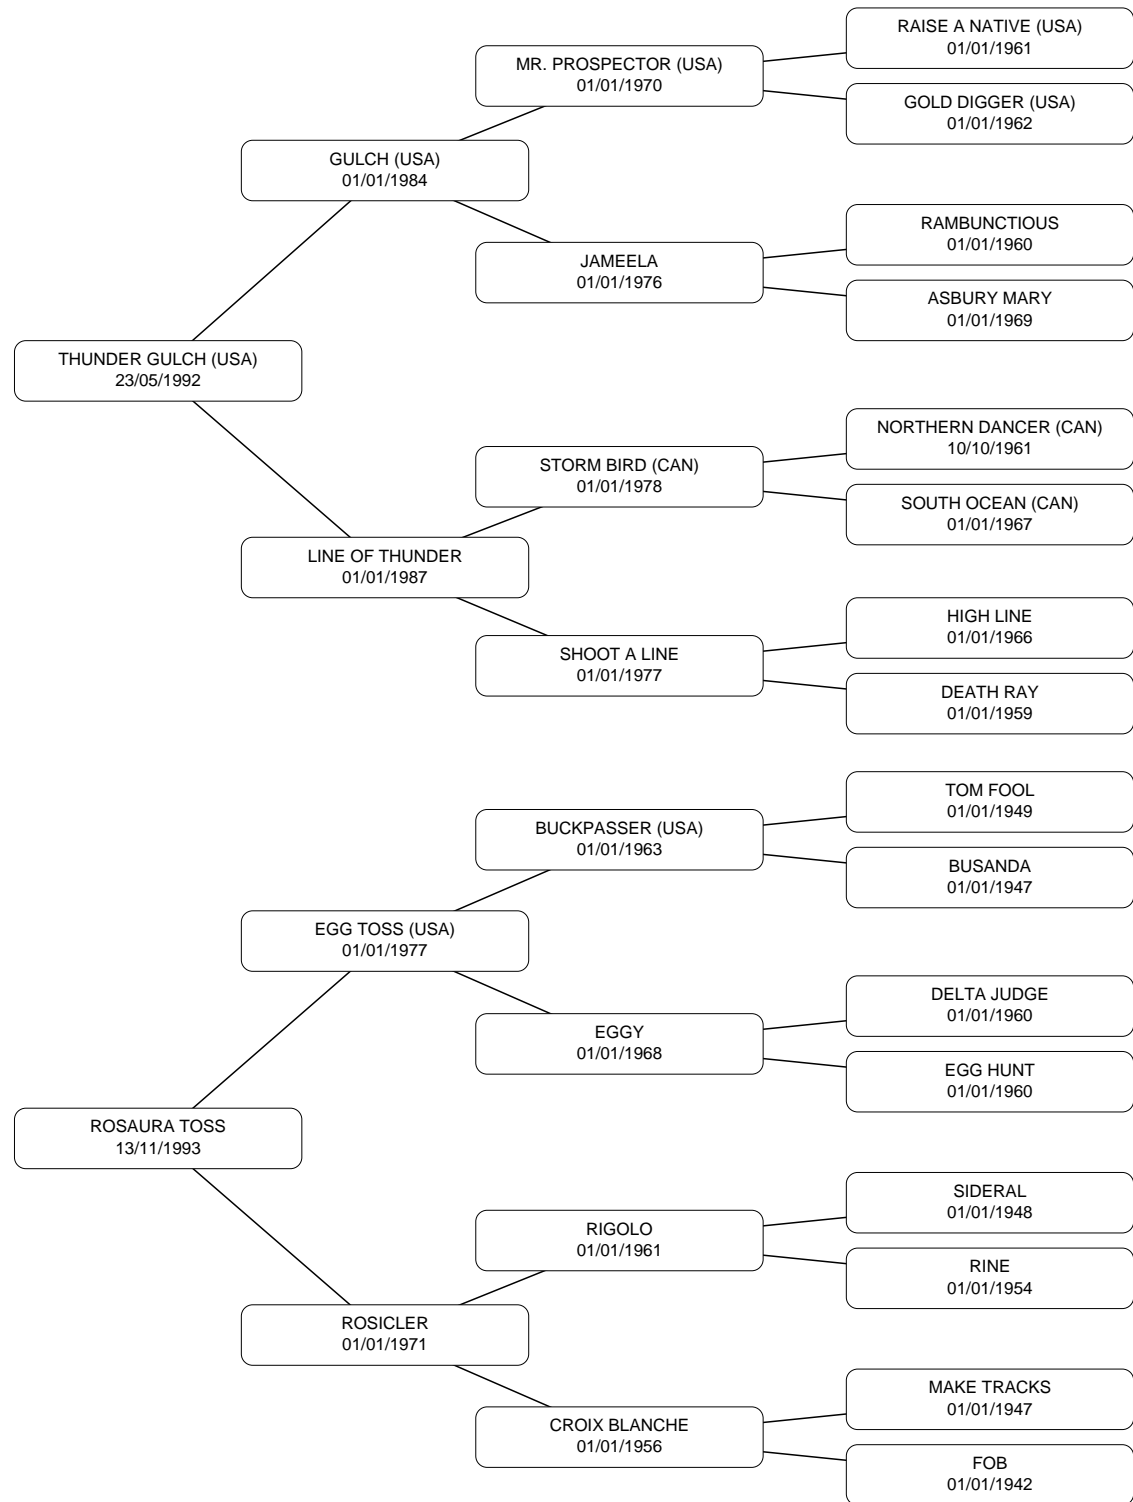 RAISE A NATIVE (USA)
01/01/1961
MR. PROSPECTOR (USA)
01/01/1970
GOLD DIGGER (USA)
01/01/1962
GULCH (USA)
01/01/1984
RAMBUNCTIOUS
01/01/1960
JAMEELA
01/01/1976
ASBURY MARY
01/01/1969
THUNDER GULCH (USA)
23/05/1992
NORTHERN DANCER (CAN)
10/10/1961
STORM BIRD (CAN)
01/01/1978
SOUTH OCEAN (CAN)
01/01/1967
LINE OF THUNDER
01/01/1987
HIGH LINE
01/01/1966
SHOOT A LINE
01/01/1977
DEATH RAY
01/01/1959
TOM FOOL
01/01/1949
BUCKPASSER (USA)
01/01/1963
BUSANDA
01/01/1947
EGG TOSS (USA)
01/01/1977
DELTA JUDGE
01/01/1960
EGGY
01/01/1968
EGG HUNT
01/01/1960
ROSAURA TOSS
13/11/1993
SIDERAL
01/01/1948
RIGOLO
01/01/1961
RINE
01/01/1954
ROSICLER
01/01/1971
MAKE TRACKS
01/01/1947
CROIX BLANCHE
01/01/1956
FOB
01/01/1942